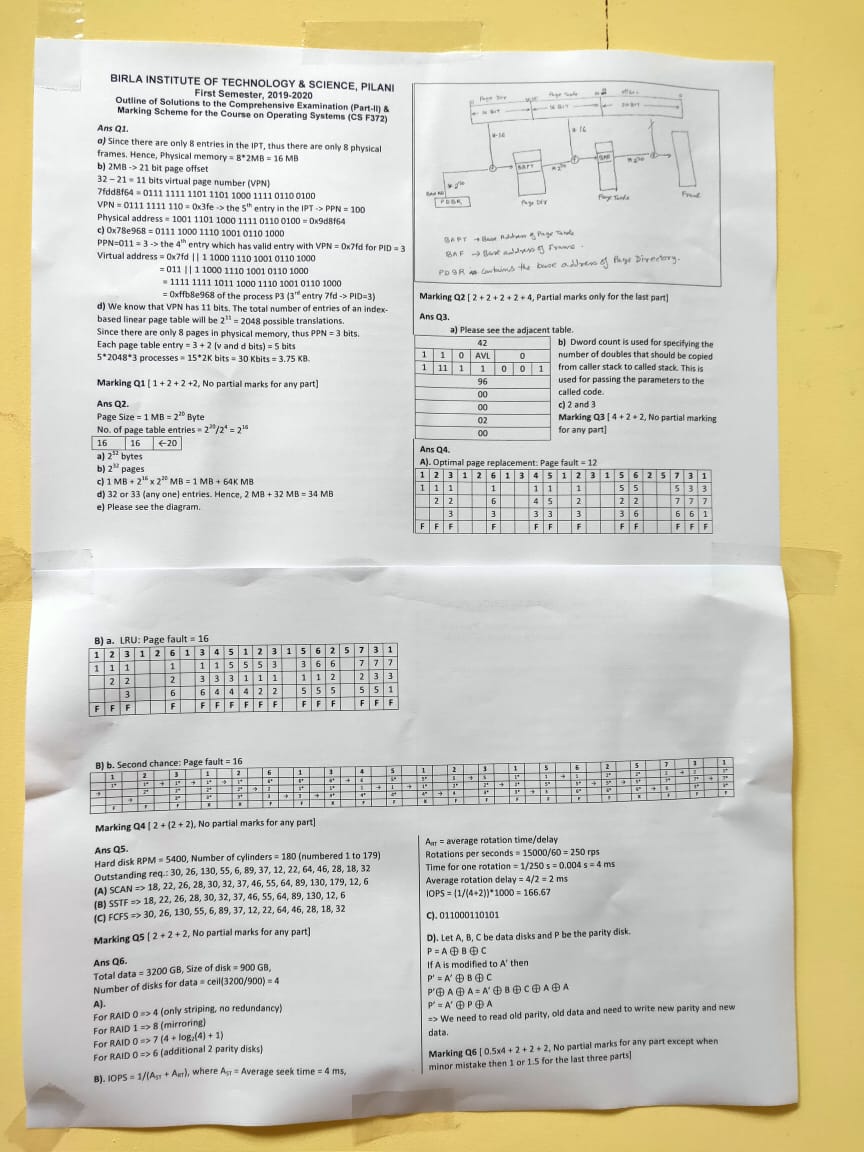 BIRLA INSTITUTE OF TECHNOLOGY & SCIENCE, PILANI
First Semester, 2019-2020
Outline of Solutions to the Comprehensive Examination (Part-II) &
Marking Scheme for the Course on Operating Systems (CS F372)
Ans Q1.
a) Since there are only 8 entries in the IPT, thus there are only 8 physical
frames. Hence, Physical memory = 8*2MB = 16 MB
b) 2MB -> 21 bit page offset
32 – 21 = 11 bits virtual page number (VPN)
7fdd8f64 = 0111 1111 1101 1101 1000 1111 0110 0100
VPN = 0111 1111 110 = 0x3fe -> the 5th entry in the IPT -> PPN = 100
Physical address = 1001 1101 1000 1111 0110 0100 = 0x9d8f64
c) 0x78e968 = 0111 1000 1110 1001 0110 1000
PPN=011 = 3 -> the 4th entry which has valid entry with VPN = 0x7fd for PID = 3
Virtual address = 0x7fd || 1 1000 1110 1001 0110 1000
= 011 || 1 1000 1110 1001 0110 1000
= 1111 1111 1011 1000 1110 1001 0110 1000
= 0xffb8e968 of the process P3 (3rd entry 7fd -> PID=3)
d) We know that VPN has 11 bits. The total number of entries of an index-
based linear page table will be 2^11 = 2048 possible translations.
Since there are only 8 pages in physical memory, thus PPN = 3 bits.
Each page table entry = 3 + 2 (v and d bits) = 5 bits
5*2048*3 processes = 15*2K bits = 30 Kbits = 3.75 KB.
Marking Q1 [ 1 + 2 + 2 +2, No partial marks for any part]
Ans Q2.
Page Size = 1 MB = 2^20 Byte
No. of page table entries = 2^20/2^4 = 2^16
16 16 ←20
a) 2^52 bytes
b) 2^32 pages
c) 1 MB + 2^16 x 2^20 MB = 1 MB + 64K MB
d) 32 or 33 (any one) entries. Hence, 2 MB + 32 MB = 34 MB
e) Please see the diagram.
Page Dir Page Table offset
16 BIT 16 BIT 20 BIT
* 16 * 16
BAPT BAF
PDBR
Page Dir Page Table Frame
BAPT → Base Address of Page Table
BAF → Base address of Frame.
PDBR → Contains the base address of Page Directory.
Marking Q2 [ 2 + 2 + 2 + 2 + 4, Partial marks only for the last part]
Ans Q3.
a) Please see the adjacent table.
42
1 1 0 AVL 0
1 11 1 1 0 0 1
96
00
00
02
00
b) Dword count is used for specifying the
number of doubles that should be copied
from caller stack to called stack. This is
used for passing the parameters to the
called code.
c) 2 and 3
Marking Q3 [ 4 + 2 + 2, No partial marking
for any part]
Ans Q4.
A). Optimal page replacement: Page fault = 12
1 2 3 1 2 6 1 3 4 5 1 2 3 1 5 6 2 5 7 3 1
1 1 1 1 1 1 1 5 5 5 3 3
2 2 6 4 5 2 2 2 7 7 7
3 3 3 3 3 3 6 6 6 1
F F F F F F F F F F F F
B) a. LRU: Page fault = 16
1 2 3 1 2 6 1 3 4 5 1 2 3 1 5 6 2 5 7 3 1
1 1 1 1 1 1 5 5 5 3 3 6 6 7 7 7
2 2 2 3 3 3 1 1 1 1 1 2 2 3 3
3 6 6 4 4 4 2 2 5 5 5 5 5 1
F F F F F F F F F F F F F F F F
B) b. Second chance: Page fault = 16
1 2 3 1 2 6 1 3 4 5 1 2 3 1 5 6 2 5 7 3 1
Marking Q4 [ 2 + (2 + 2), No partial marks for any part]
Ans Q5.
Hard disk RPM = 5400, Number of cylinders = 180 (numbered 1 to 179)
Outstanding req.: 30, 26, 130, 55, 6, 89, 37, 12, 22, 64, 46, 28, 18, 32
(A) SCAN => 18, 22, 26, 28, 30, 32, 37, 46, 55, 64, 89, 130, 179, 12, 6
(B) SSTF => 18, 22, 26, 28, 30, 32, 37, 46, 55, 64, 89, 130, 12, 6
(C) FCFS => 30, 26, 130, 55, 6, 89, 37, 12, 22, 64, 46, 28, 18, 32
Marking Q5 [ 2 + 2 + 2, No partial marks for any part]
Ans Q6.
Total data = 3200 GB, Size of disk = 900 GB,
Number of disks for data = ceil(3200/900) = 4
A).
For RAID 0 => 4 (only striping, no redundancy)
For RAID 1 => 8 (mirroring)
For RAID 0 => 7 (4 + log2(4) + 1)
For RAID 0 => 6 (additional 2 parity disks)
B). IOPS = 1/(AST + ART), where AST = Average seek time = 4 ms,
ART = average rotation time/delay
Rotations per seconds = 15000/60 = 250 rps
Time for one rotation = 1/250 s = 0.004 s = 4 ms
Average rotation delay = 4/2 = 2 ms
IOPS = (1/(4+2))*1000 = 166.67
C). 011000110101
D). Let A, B, C be data disks and P be the parity disk.
P = A ⊕ B ⊕ C
If A is modified to A' then
P' = A' ⊕ B ⊕ C
P'⊕ A ⊕ A = A' ⊕ B ⊕ C ⊕ A ⊕ A
P' = A' ⊕ P ⊕ A
=> We need to read old parity, old data and need to write new parity and new
data.
Marking Q6 [ 0.5x4 + 2 + 2 + 2, No partial marks for any part except when
minor mistake then 1 or 1.5 for the last three parts]